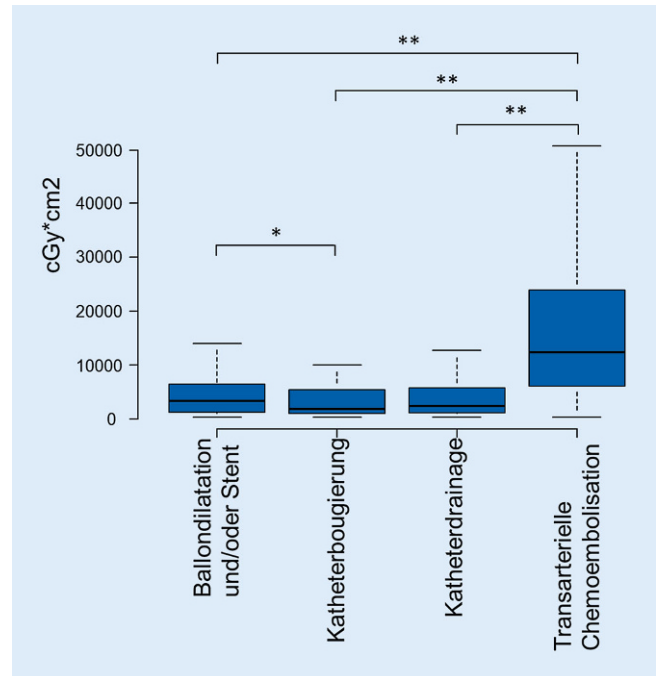 **
**
**
50000
40000
30000
20000
10000
0
cGy*cm2
*
Ballondilatation
und/oder Stent
Katheterbougierung
Katheterdrainage
Transarterielle
Chemoembolisation